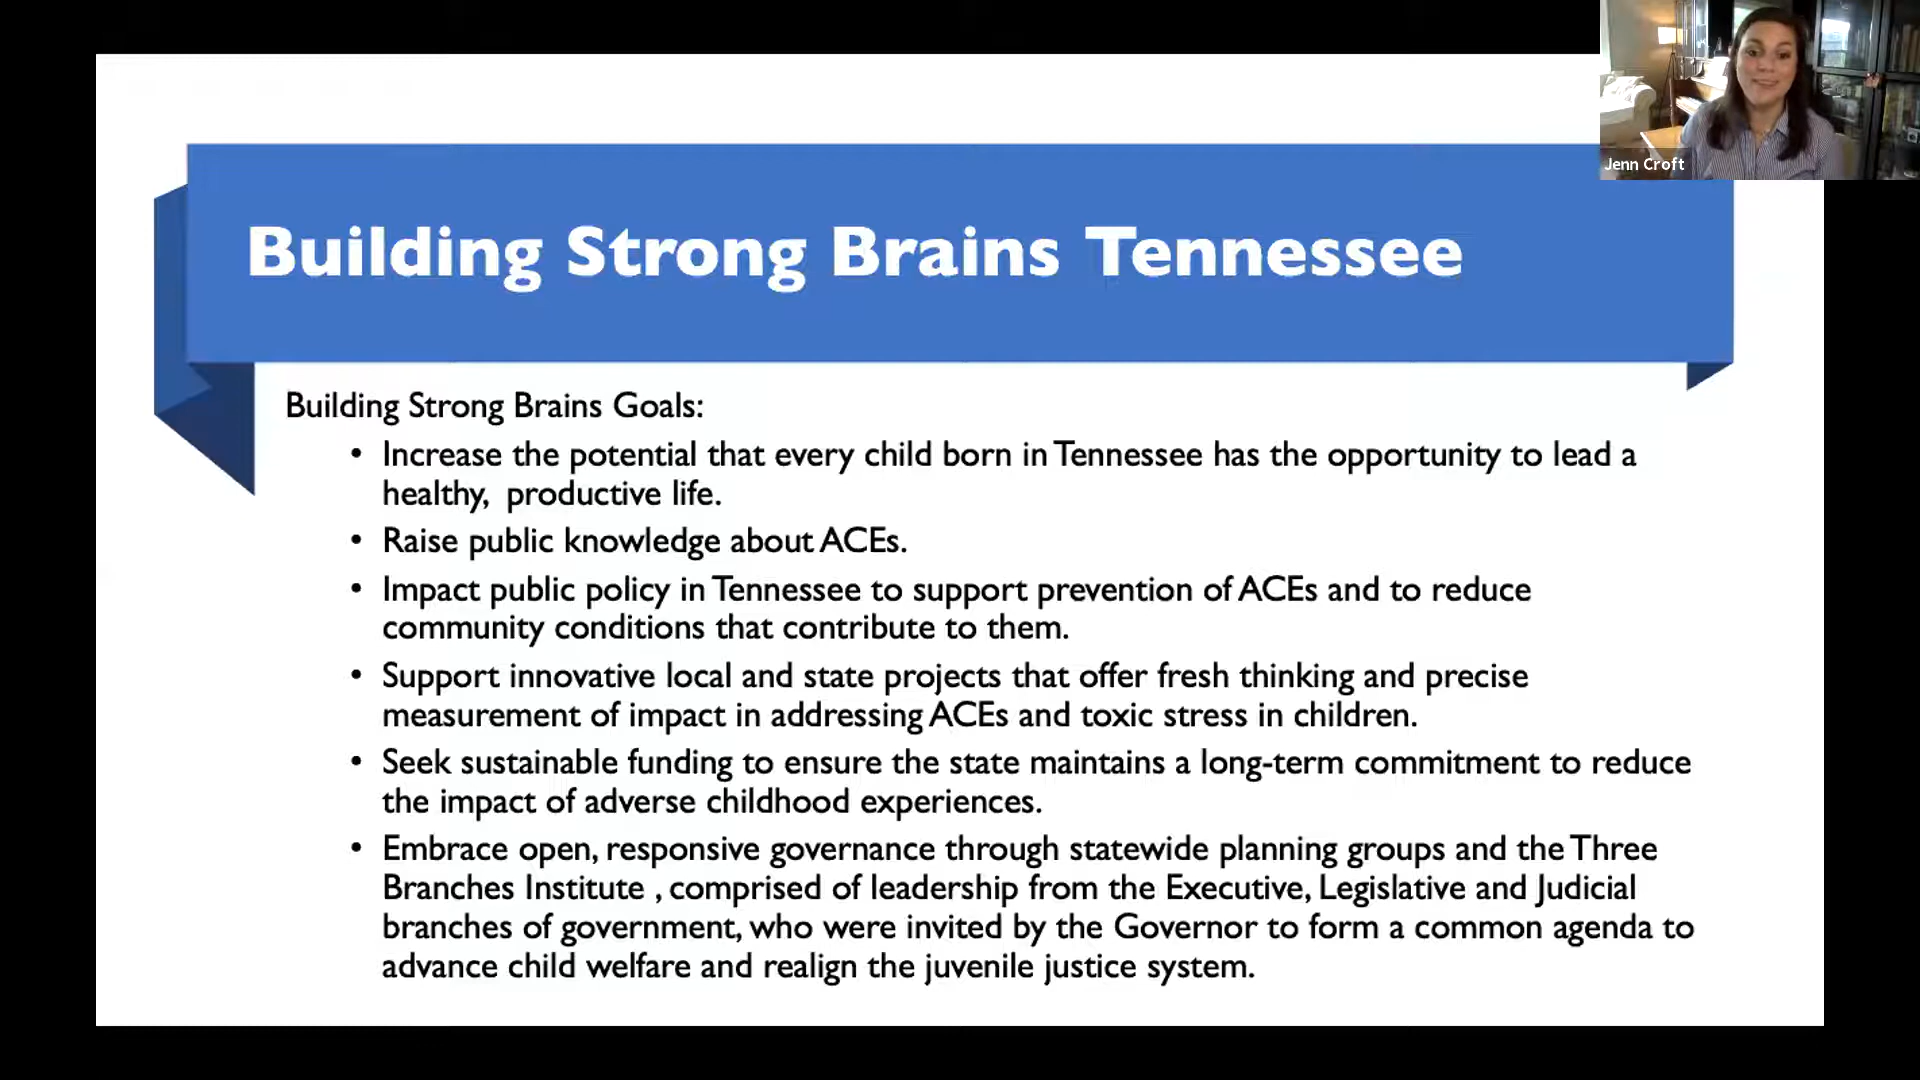 Jenn Croft
Building Strong Brains Tennessee
Building Strong Brains Goals:
• Increase the potential that every child born in Tennessee has the opportunity to lead a
healthy,  productive life.
• Raise public knowledge about ACEs.
• Impact public policy in Tennessee to support prevention of ACEs and to reduce
community conditions that contribute to them.
• Support innovative local and state projects that offer fresh thinking and precise
measurement of impact in addressing ACEs and toxic stress in children.
• Seek sustainable funding to ensure the state maintains a long-term commitment to reduce
the impact of adverse childhood experiences.
• Embrace open, responsive governance through statewide planning groups and the Three
Branches Institute , comprised of leadership from the Executive, Legislative and Judicial
branches of government, who were invited by the Governor to form a common agenda to
advance child welfare and realign the juvenile justice system.